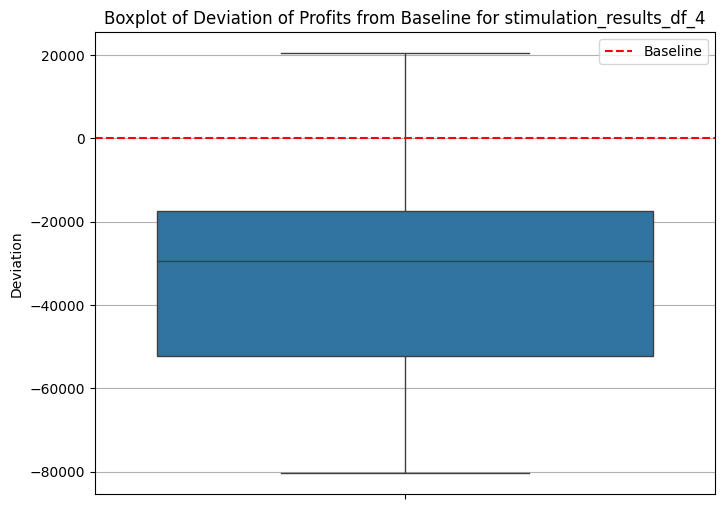 Boxplot of Deviation of Profits from Baseline for stimulation_results_df_4
Baseline
20000
0
−20000
−40000
−60000
−80000
Deviation